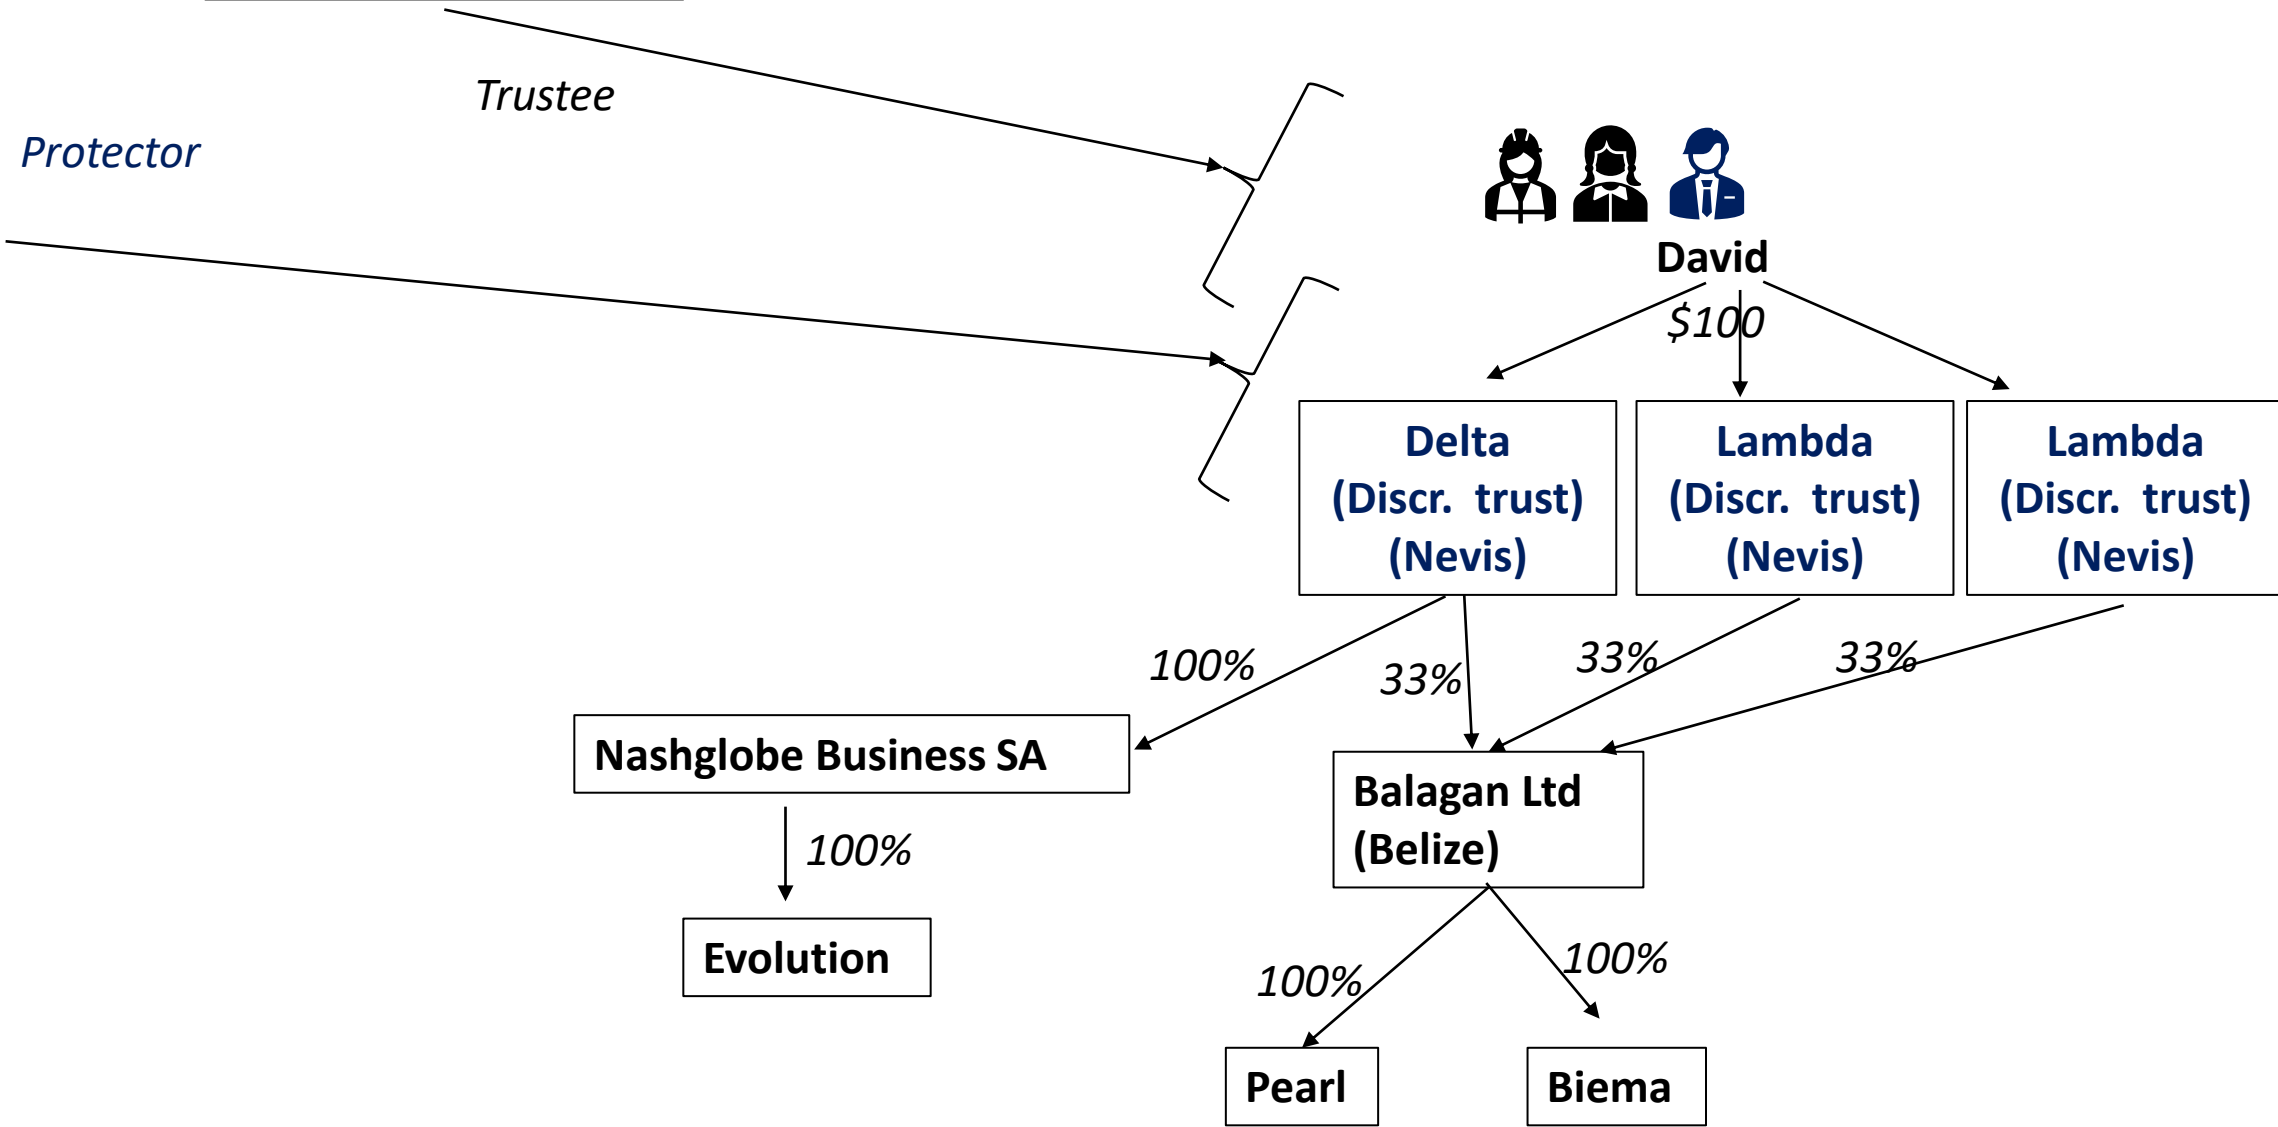 Trustee
Protector
David
$100
Delta
(Discr. trust)
(Nevis)
Lambda
(Discr. trust)
(Nevis)
Lambda
(Discr. trust)
(Nevis)
100%
33%
33%
33%
Nashglobe Business SA
Balagan Ltd
(Belize)
100%
Evolution
100%
100%
Pearl
Biema